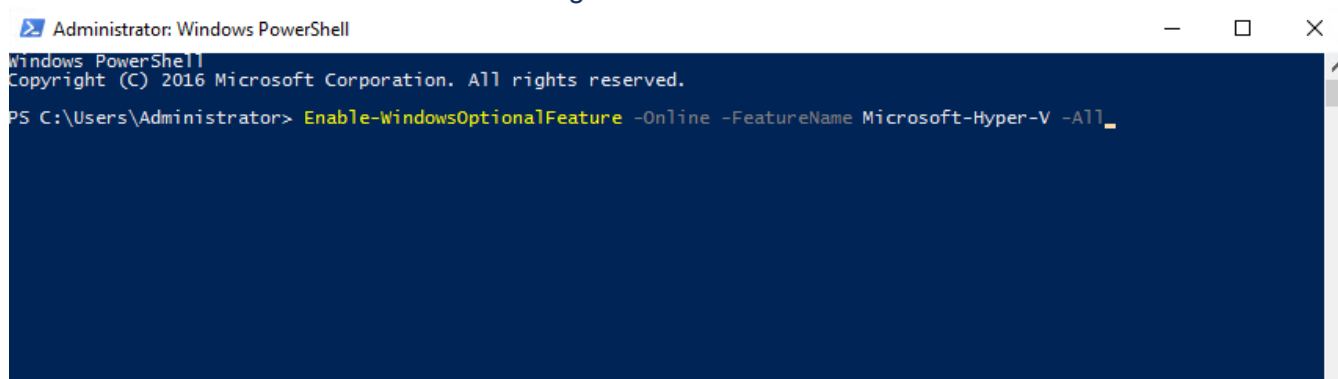 Administrator: Windows PowerShell
Windows PowerShell
Copyright (C) 2016 Microsoft Corporation. All rights reserved.
PS C:\Users\Administrator> Enable-WindowsOptionalFeature -Online -FeatureName Microsoft-Hyper-V -All_